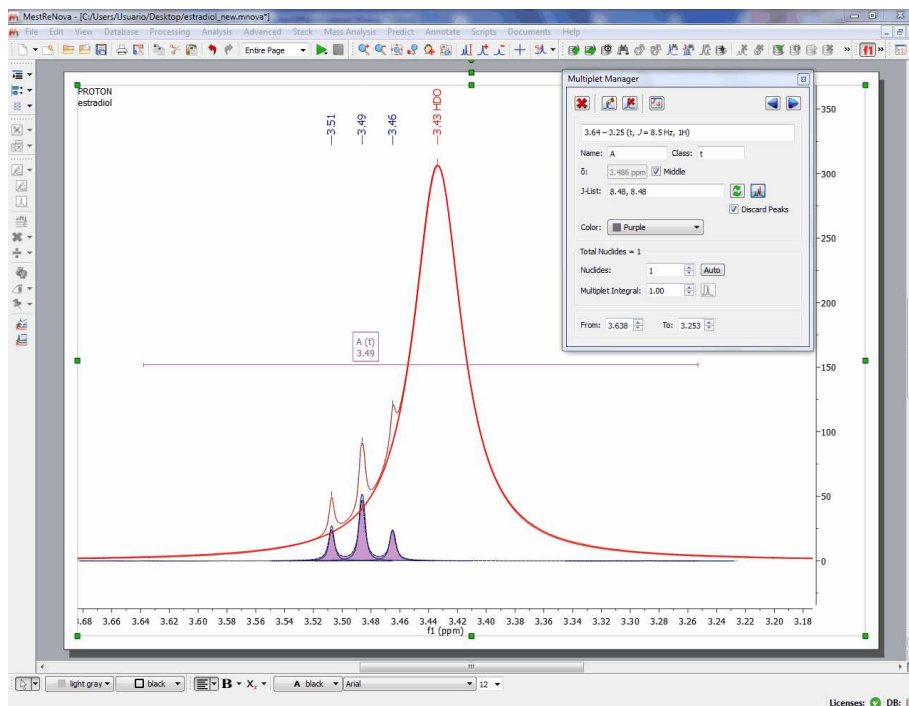 MestReNova - [C:/Users/Usuario/Desktop/estradiol_new.mnova*]
File Edit View Database Processing Analysis Stack Mass Analysis Predict Annotate Scripts Documents Help
Entire Page
f1
PROTON
estradiol
3.51
3.49
3.46
3.43 HDO
A (t)
3.49
Multiplet Manager
3.64 – 3.25 (t, J = 8.5 Hz, 1H)
Name: A Class: t
δ: 3.486 ppm Middle
J-List: 8.48, 8.48
Discard Peaks
Color: Purple
Total Nuclides = 1
Nuclides: 1 Auto
Multiplet Integral: 1.00
From: 3.638 To: 3.253
350
300
250
200
150
100
50
0
3.68 3.66 3.64 3.62 3.60 3.58 3.56 3.54 3.52 3.50 3.48 3.46 3.44 3.42 3.40 3.38 3.36 3.34 3.32 3.30 3.28 3.26 3.24 3.22 3.20 3.18
f1 (ppm)
light gray black B X A black Arial 12
Licenses: DB: